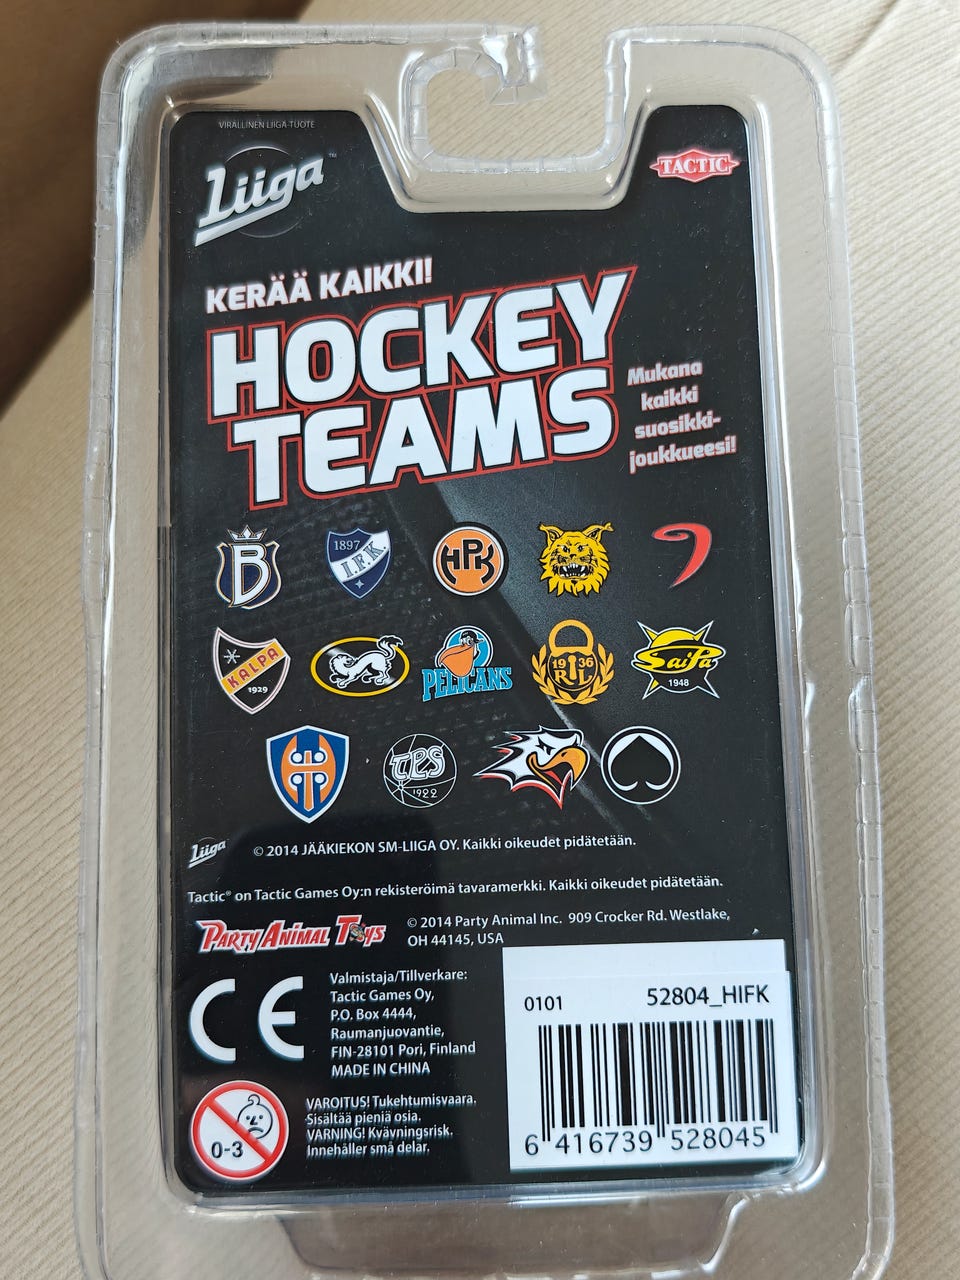 VIRALLINEN LIIGA-TUOTE
Liiga™
TACTIC
KERÄÄ KAIKKI!
HOCKEY
TEAMS
Mukana
kaikki
suosikki-
joukkueesi!
B
1897
I.F.K.
HPK
KALPA
1929
PELICANS
1936
RL
SaiPa
1948
TPS
1922
Liiga
© 2014 JÄÄKIEKON SM-LIIGA OY. Kaikki oikeudet pidätetään.
Tactic® on Tactic Games Oy:n rekisteröimä tavaramerkki. Kaikki oikeudet pidätetään.
PARTY ANIMAL TOYS
© 2014 Party Animal Inc. 909 Crocker Rd. Westlake,
OH 44145, USA
CE
Valmistaja/Tillverkare:
Tactic Games Oy,
P.O. Box 4444,
Raumanjuovantie,
FIN-28101 Pori, Finland
MADE IN CHINA
0-3
VAROITUS! Tukehtumisvaara.
Sisältää pieniä osia.
VARNING! Kvävningsrisk.
Innehåller små delar.
0101 52804_HIFK
6 416739 528045